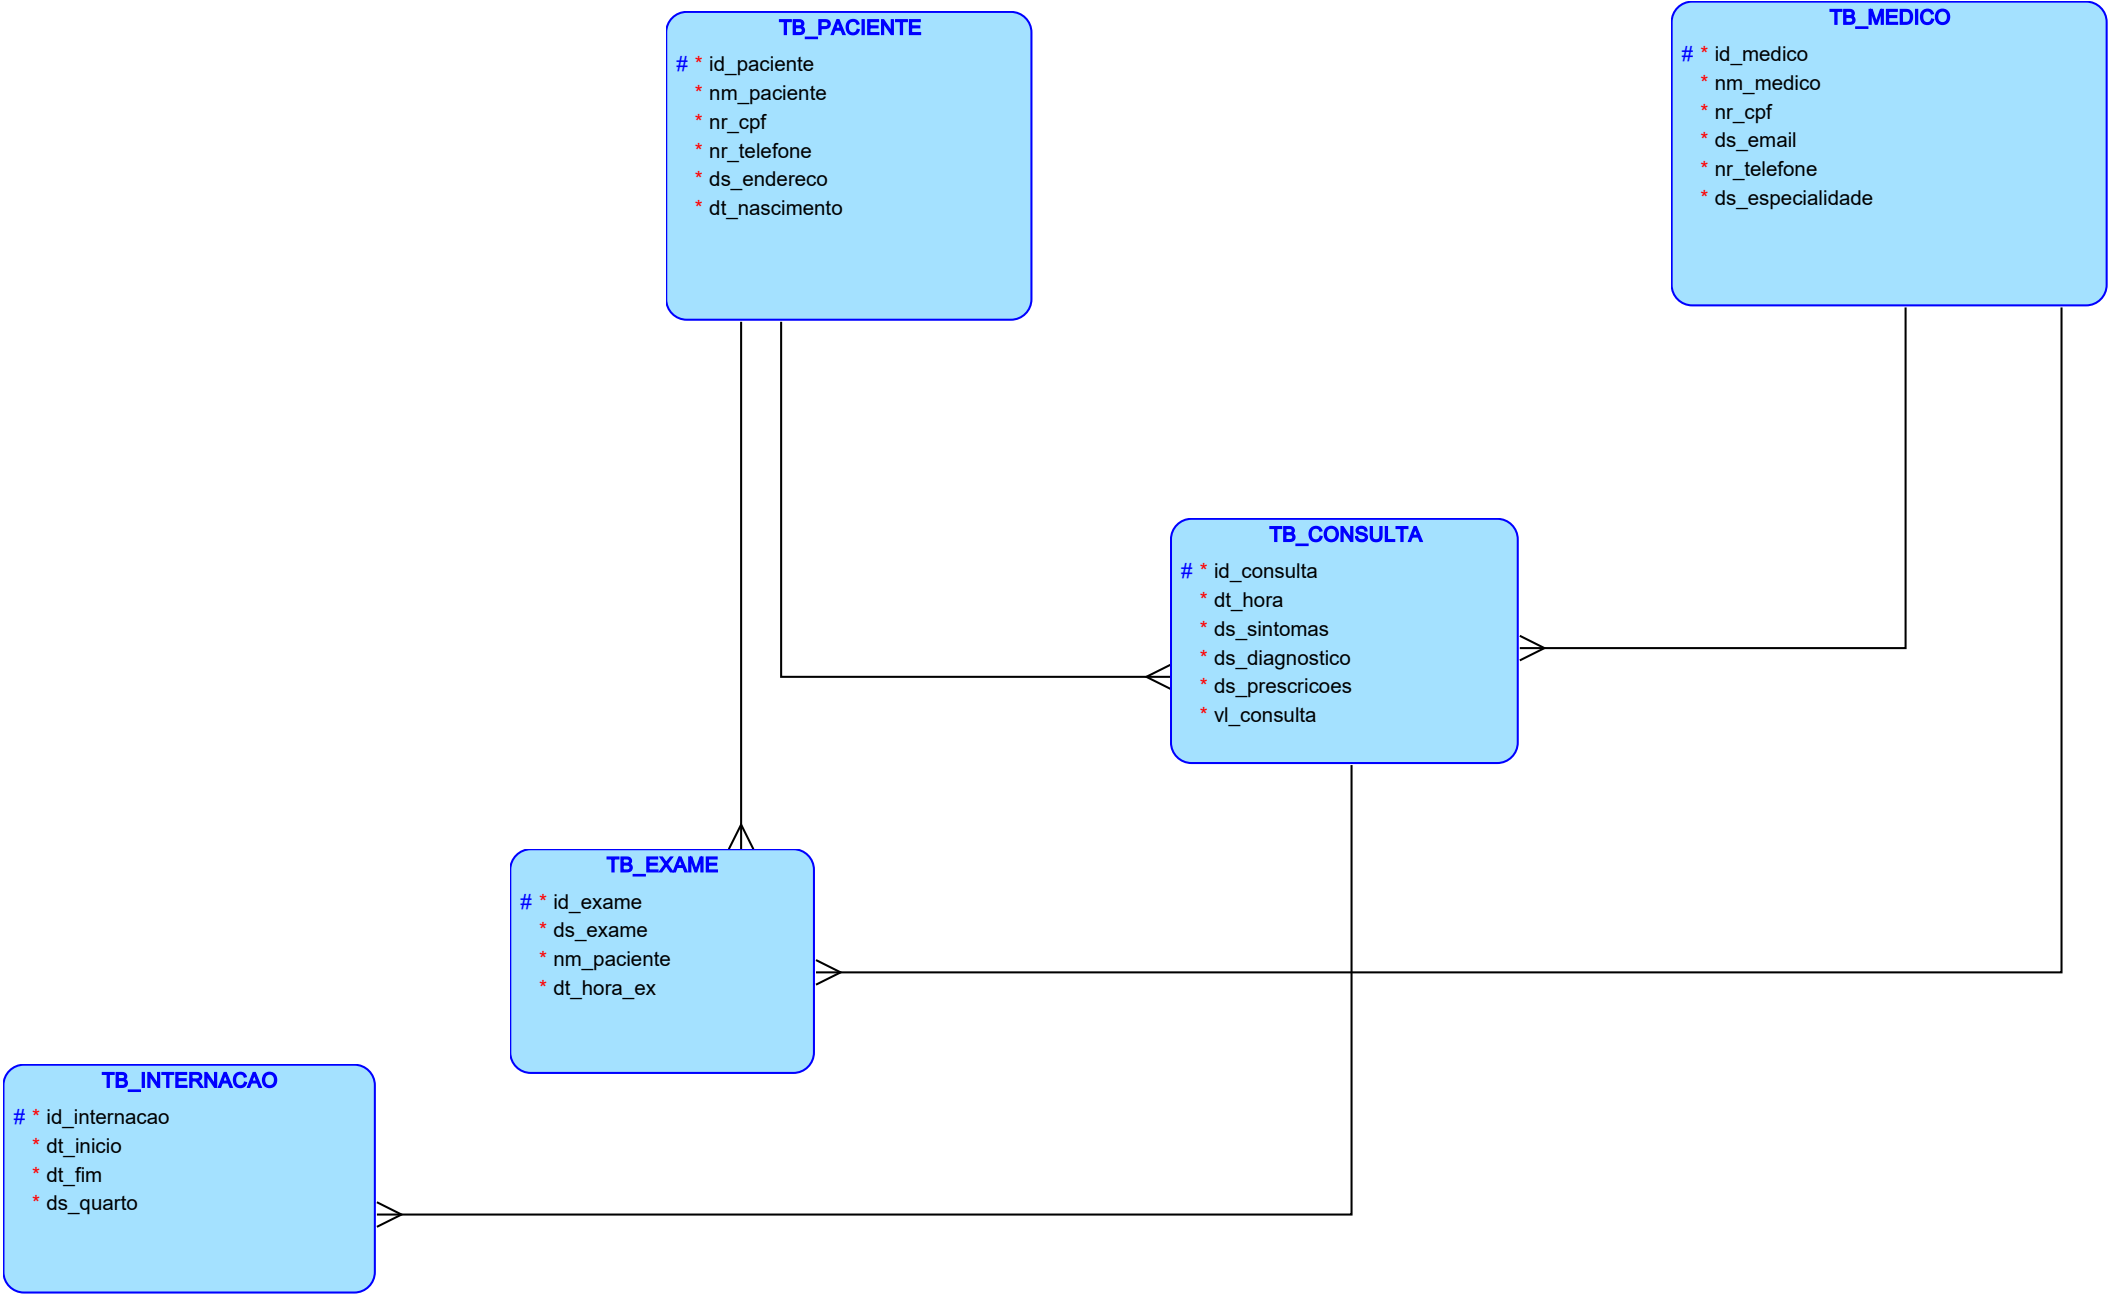 TB_PACIENTE
# * id_paciente
* nm_paciente
* nr_cpf
* nr_telefone
* ds_endereco
* dt_nascimento
TB_MEDICO
# * id_medico
* nm_medico
* nr_cpf
* ds_email
* nr_telefone
* ds_especialidade
TB_CONSULTA
# * id_consulta
* dt_hora
* ds_sintomas
* ds_diagnostico
* ds_prescricoes
* vl_consulta
TB_EXAME
# * id_exame
* ds_exame
* nm_paciente
* dt_hora_ex
TB_INTERNACAO
# * id_internacao
* dt_inicio
* dt_fim
* ds_quarto